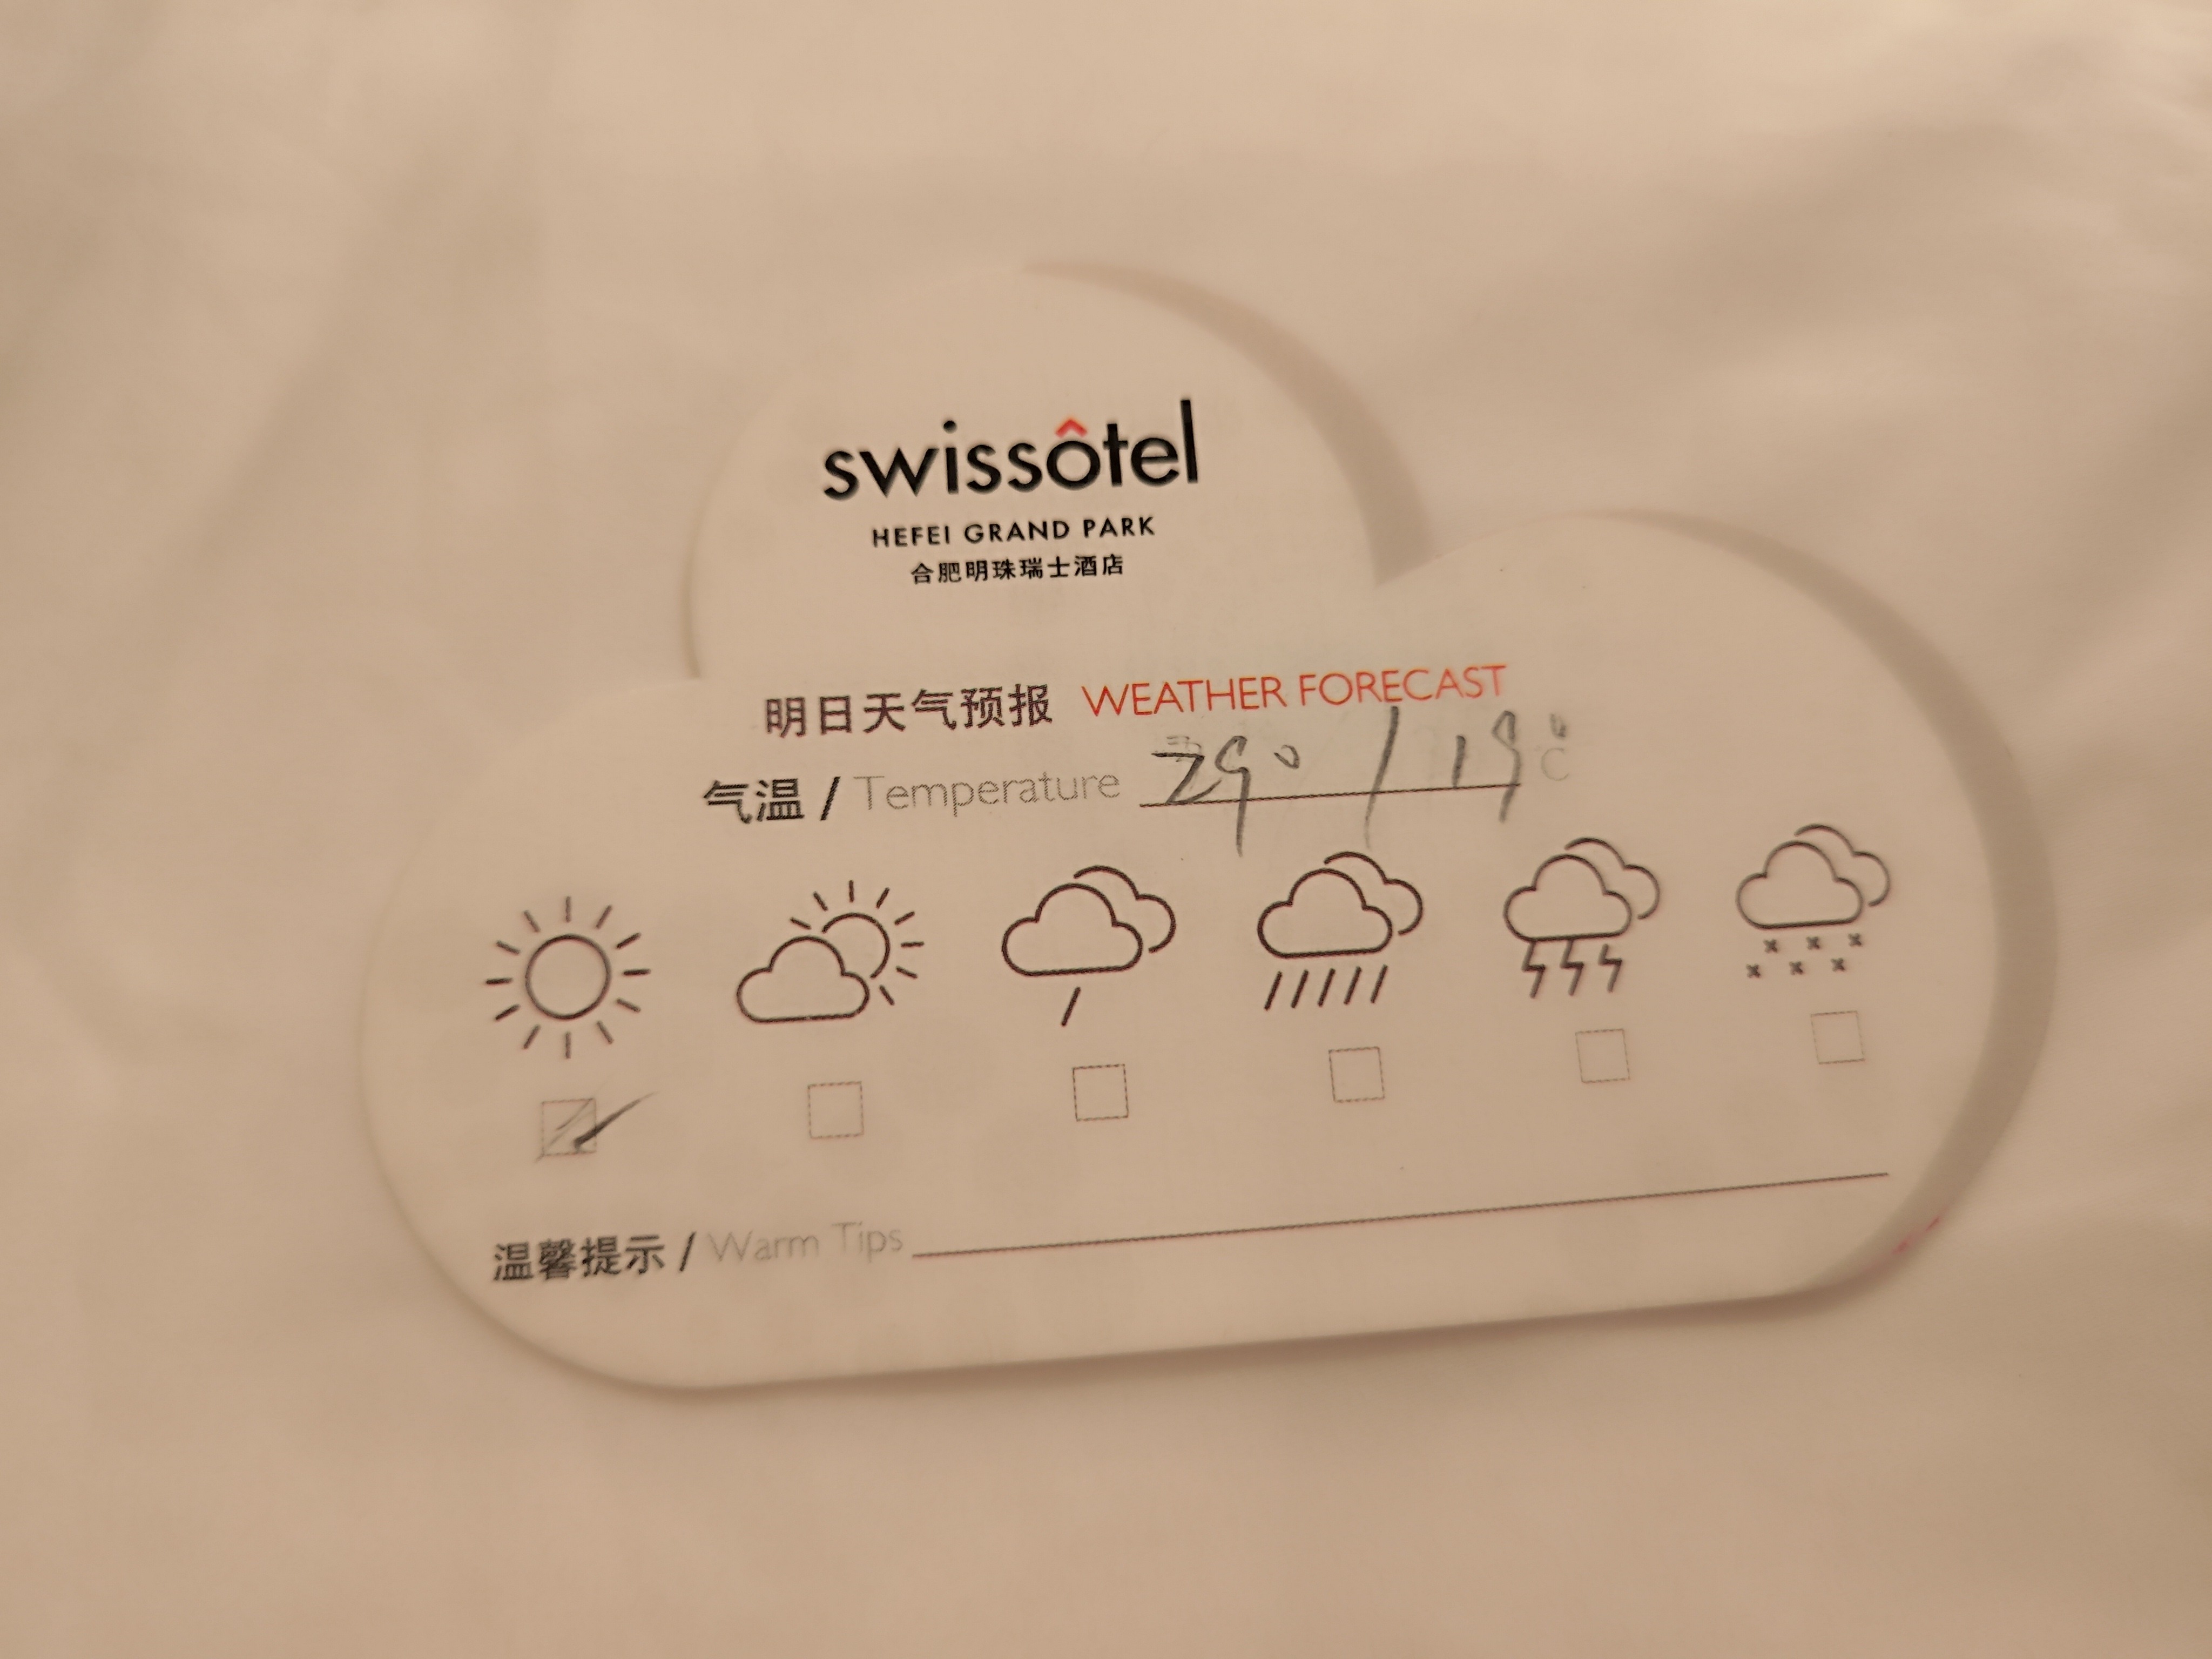 swissôtel
HEFEI GRAND PARK
合肥明珠瑞士酒店
明日天气预报 WEATHER FORECAST
气温 / Temperature 29° / 19° C
温馨提示 / Warm Tips